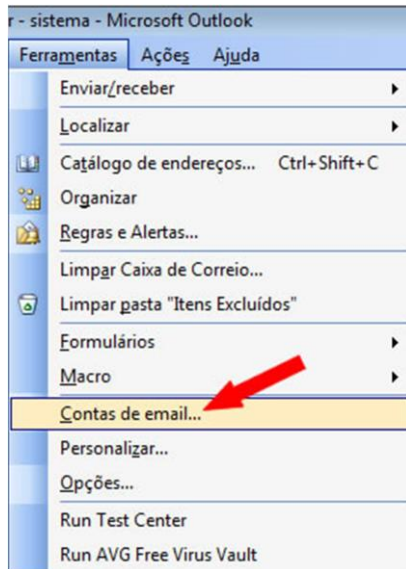 r - sistema - Microsoft Outlook
Ferramentas Ações Ajuda
Enviar/receber
Localizar
Catálogo de endereços... Ctrl+Shift+C
Organizar
Regras e Alertas...
Limpar Caixa de Correio...
Limpar pasta "Itens Excluídos"
Formulários
Macro
Contas de email...
Personalizar...
Opções...
Run Test Center
Run AVG Free Virus Vault